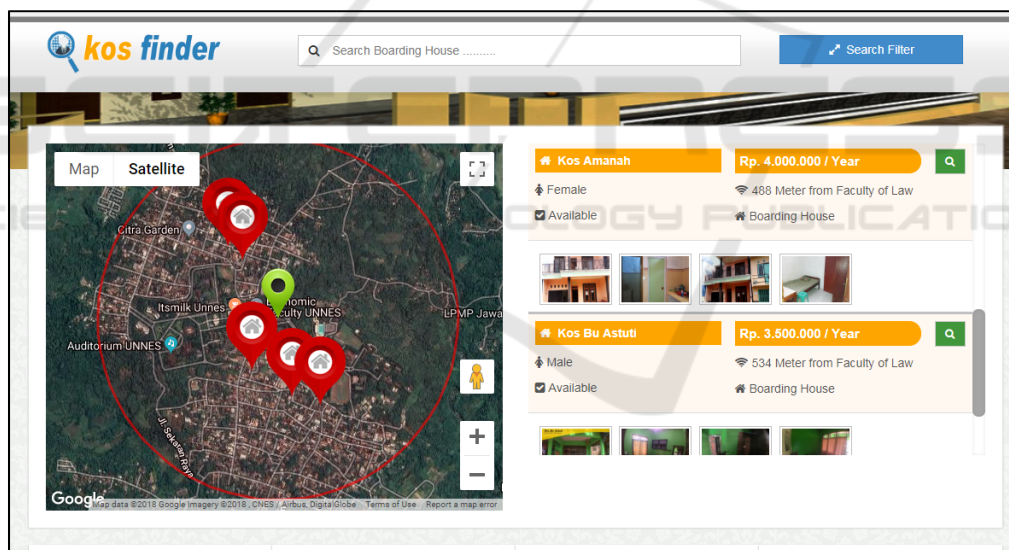 kos finder
Search Boarding House ..........
Search Filter
Map
Satellite
Citra Garden
Itsmilk Unnes
UNNES
LPMP Jawa
Auditorium UNNES
Jl. Sekaran Raya
Google
Map data ©2018 Google Imagery ©2018 , CNES / Airbus, DigitalGlobe
Terms of Use
Report a map error
Kos Amanah
Rp. 4.000.000 / Year
Female
488 Meter from Faculty of Law
Available
Boarding House
Kos Bu Astuti
Rp. 3.500.000 / Year
Male
534 Meter from Faculty of Law
Available
Boarding House